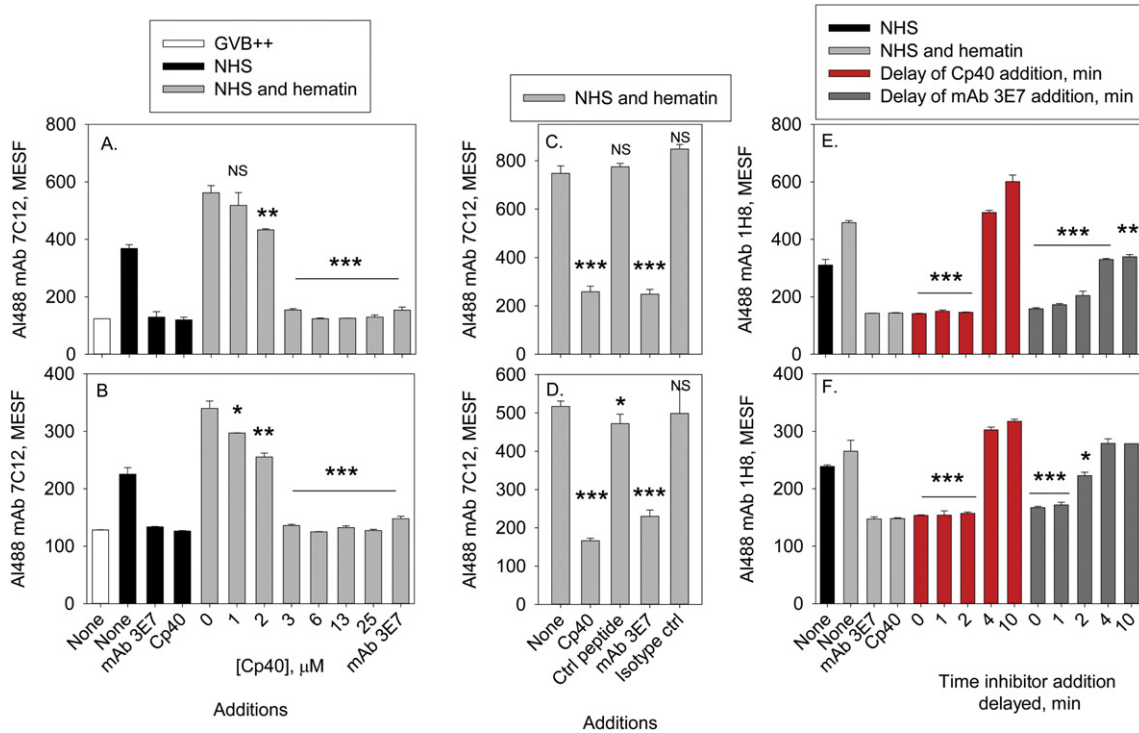 GVB++
NHS
NHS and hematin
A.
Al488 mAb 7C12, MESF
800
600
400
200
0
NS
**
***
B
Al488 mAb 7C12, MESF
400
300
200
100
0
*
**
***
None
None
mAb 3E7
Cp40
0
1
2
3
6
13
25
mAb 3E7
[Cp40], μM
Additions
NHS and hematin
C.
Al488 mAb 7C12, MESF
800
600
400
200
0
***
NS
***
NS
D.
Al488 mAb 7C12, MESF
600
500
400
300
200
100
0
***
*
***
NS
None
Cp40
Ctrl peptide
mAb 3E7
Isotype ctrl
Additions
NHS
NHS and hematin
Delay of Cp40 addition, min
Delay of mAb 3E7 addition, min
E.
Al488 mAb 1H8, MESF
800
600
400
200
0
***
***
**
F.
Al488 mAb 1H8, MESF
400
300
200
100
0
***
***
*
None
None
mAb 3E7
Cp40
0
1
2
4
10
0
1
2
4
10
Time inhibitor addition
delayed, min